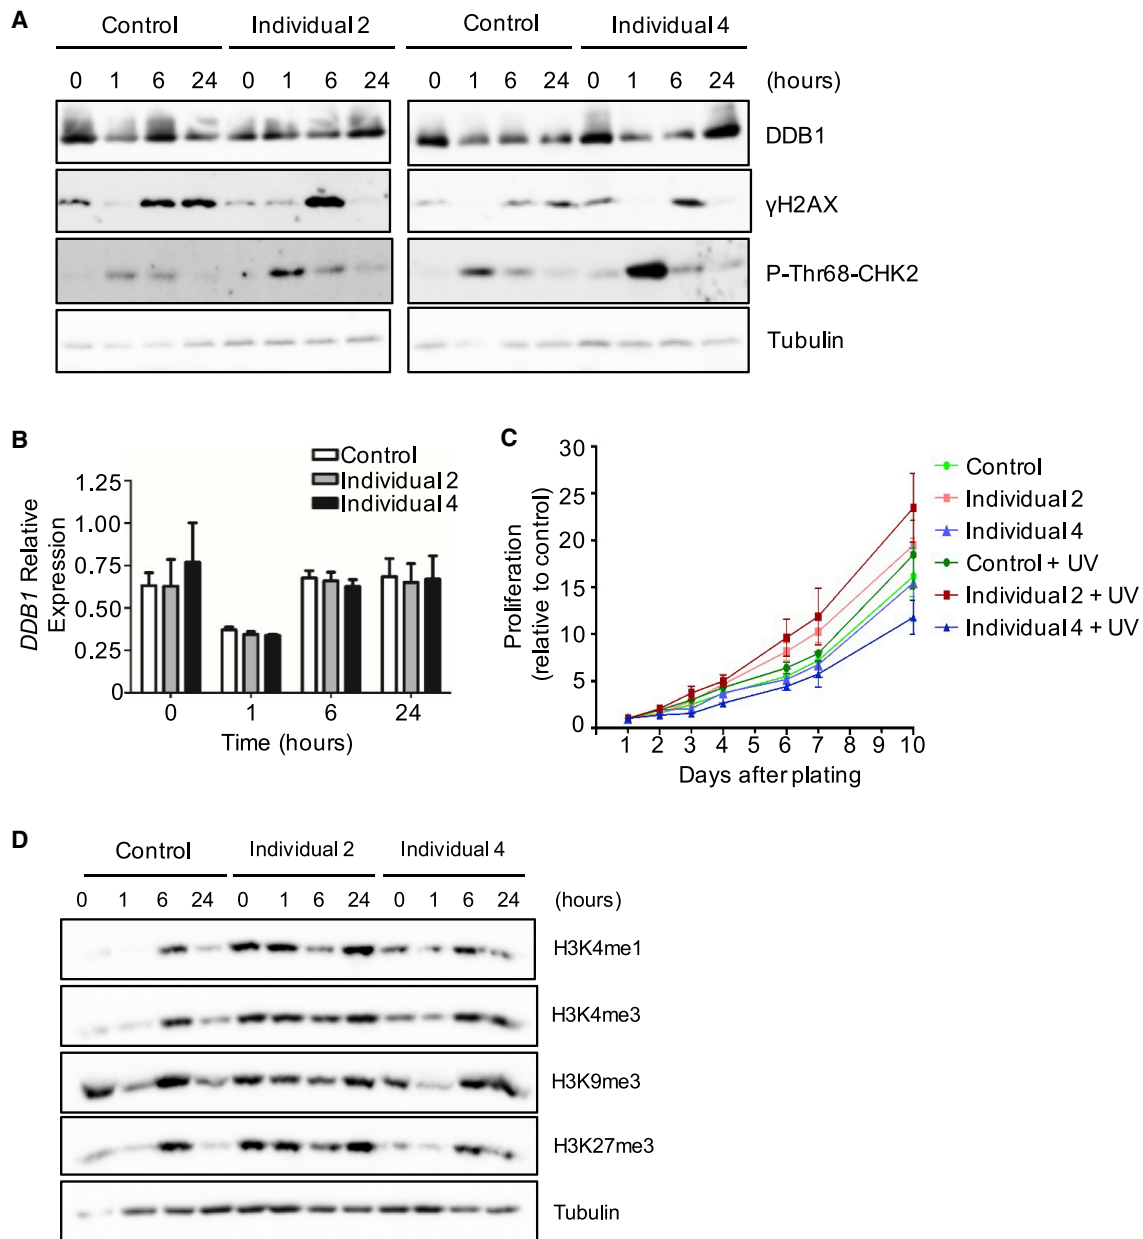 A
Control Individual 2 Control Individual 4
0 1 6 24 0 1 6 24 0 1 6 24 0 1 6 24 (hours)
DDB1
γH2AX
P-Thr68-CHK2
Tubulin
B
Control
Individual 2
Individual 4
1.25
1.00
0.75
0.50
0.25
0
DDB1 Relative
Expression
0 1 6 24
Time (hours)
C
30
25
20
15
10
5
0
Proliferation
(relative to control)
1 2 3 4 5 6 7 8 9 10
Days after plating
Control
Individual 2
Individual 4
Control + UV
Individual 2 + UV
Individual 4 + UV
D
Control Individual 2 Individual 4
0 1 6 24 0 1 6 24 0 1 6 24 (hours)
H3K4me1
H3K4me3
H3K9me3
H3K27me3
Tubulin